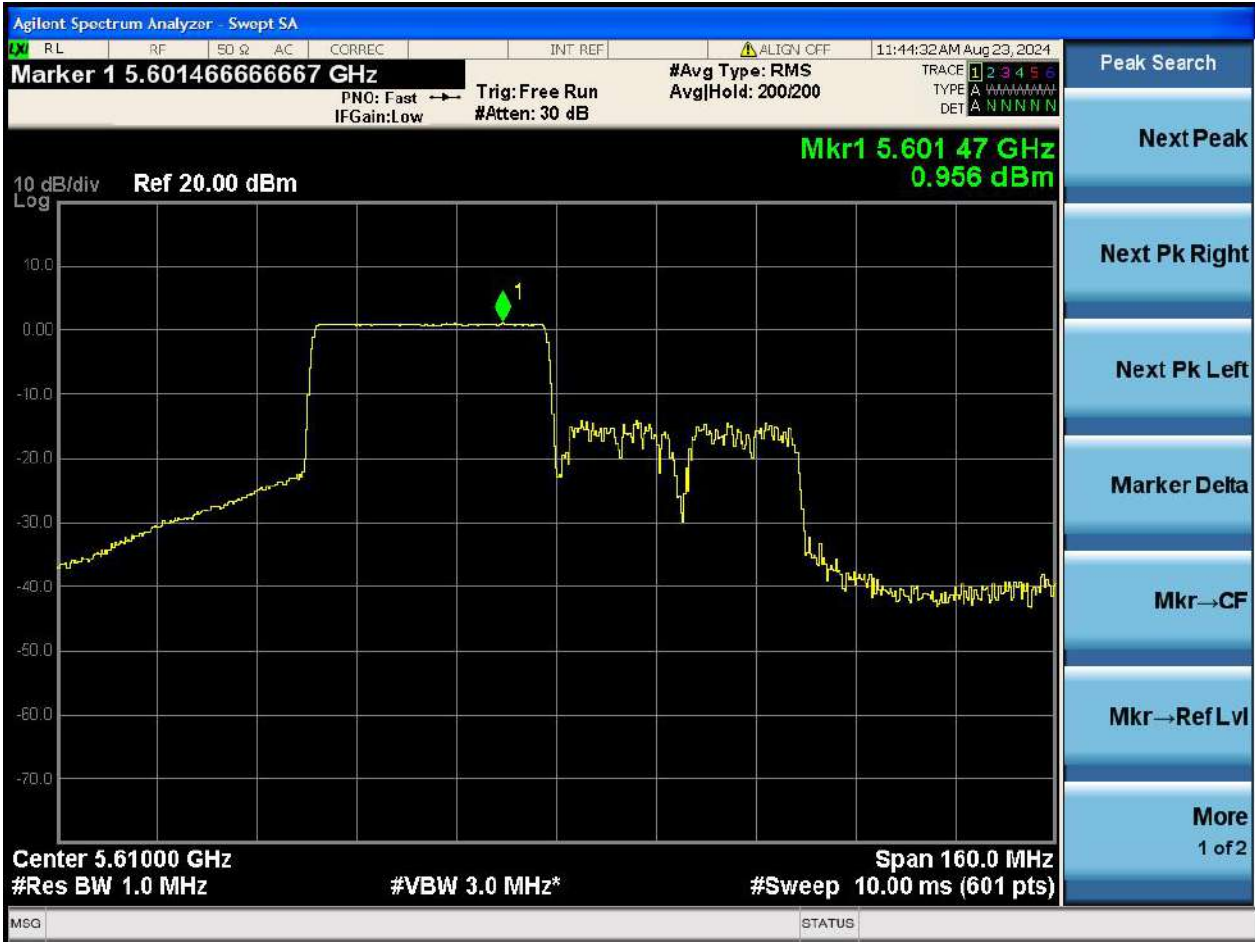 Agilent Spectrum Analyzer - Swept SA
LXI RL RF 50 Ω AC CORREC INT REF ALIGN OFF 11:44:32 AM Aug 23, 2024
Marker 1 5.601466666667 GHz
PNO: Fast
IFGain:Low
Trig: Free Run
#Atten: 30 dB
#Avg Type: RMS
Avg|Hold: 200/200
TRACE 1 2 3 4 5 6
TYPE A WWWWW
DET A N N N N N
Mkr1 5.601 47 GHz
0.956 dBm
10 dB/div Ref 20.00 dBm
Log
10.0
0.00
-10.0
-20.0
-30.0
-40.0
-50.0
-60.0
-70.0
1
Center 5.61000 GHz
Span 160.0 MHz
#Res BW 1.0 MHz
#VBW 3.0 MHz*
#Sweep 10.00 ms (601 pts)
MSG
STATUS
Peak Search
Next Peak
Next Pk Right
Next Pk Left
Marker Delta
Mkr→CF
Mkr→Ref Lvl
More
1 of 2